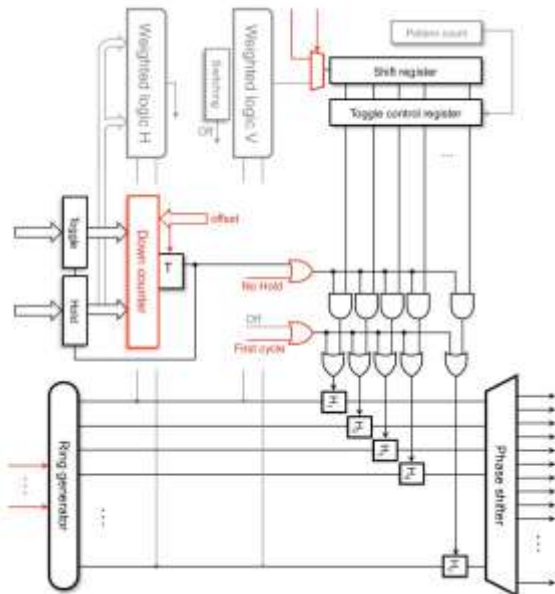 Weighted logic H
Switching
Off
Weighted logic V
Pattern count
Shift register
Toggle control register
...
Toggle
Hold
Down counter
offset
T
No Hold
Off
First cycle
Ring generator
Phase shifter
...
...
...